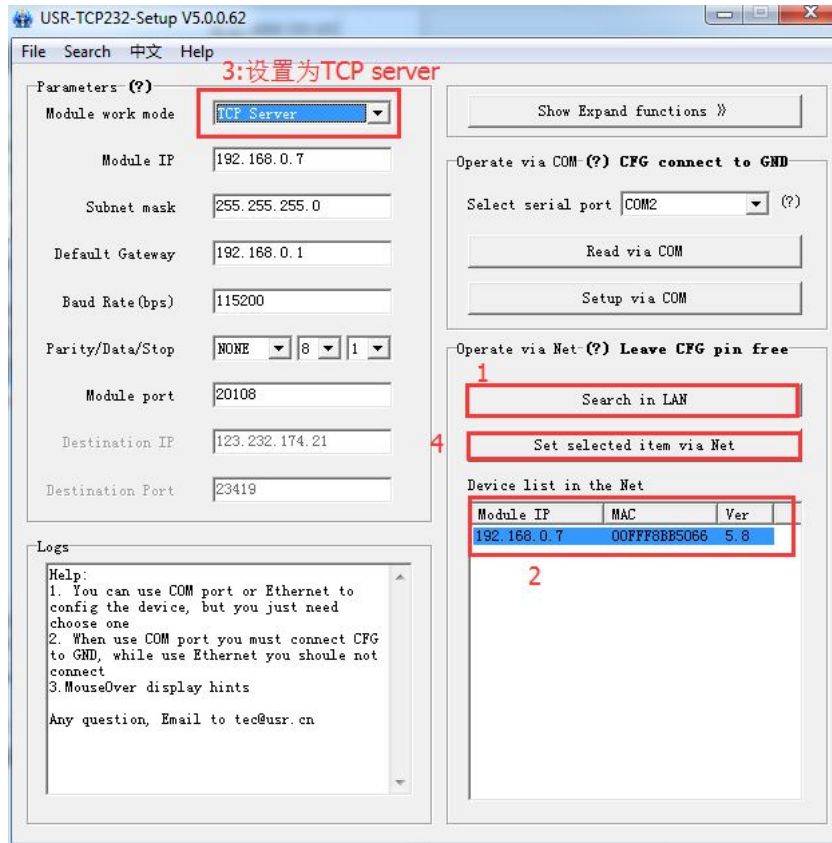 USR-TCP232-Setup V5.0.0.62
File Search 中文 Help
3:设置为TCP server
Parameters (?)
Module work mode TCP Server
Module IP 192.168.0.7
Subnet mask 255.255.255.0
Default Gateway 192.168.0.1
Baud Rate(bps) 115200
Parity/Data/Stop NONE 8 1
Module port 20108
Destination IP 123.232.174.21
Destination Port 23419
Logs
Help:
1. You can use COM port or Ethernet to
config the device, but you just need
choose one
2. When use COM port you must connect CFG
to GND, while use Ethernet you shoule not
connect
3.MouseOver display hints
Any question, Email to tec@usr.cn
Show Expand functions 》
Operate via COM-(?) CFG connect to GND
Select serial port COM2 (?)
Read via COM
Setup via COM
Operate via Net-(?) Leave CFG pin free
1
Search in LAN
4
Set selected item via Net
Device list in the Net
Module IP MAC Ver
192.168.0.7 00FFF8BB5066 5.8
2